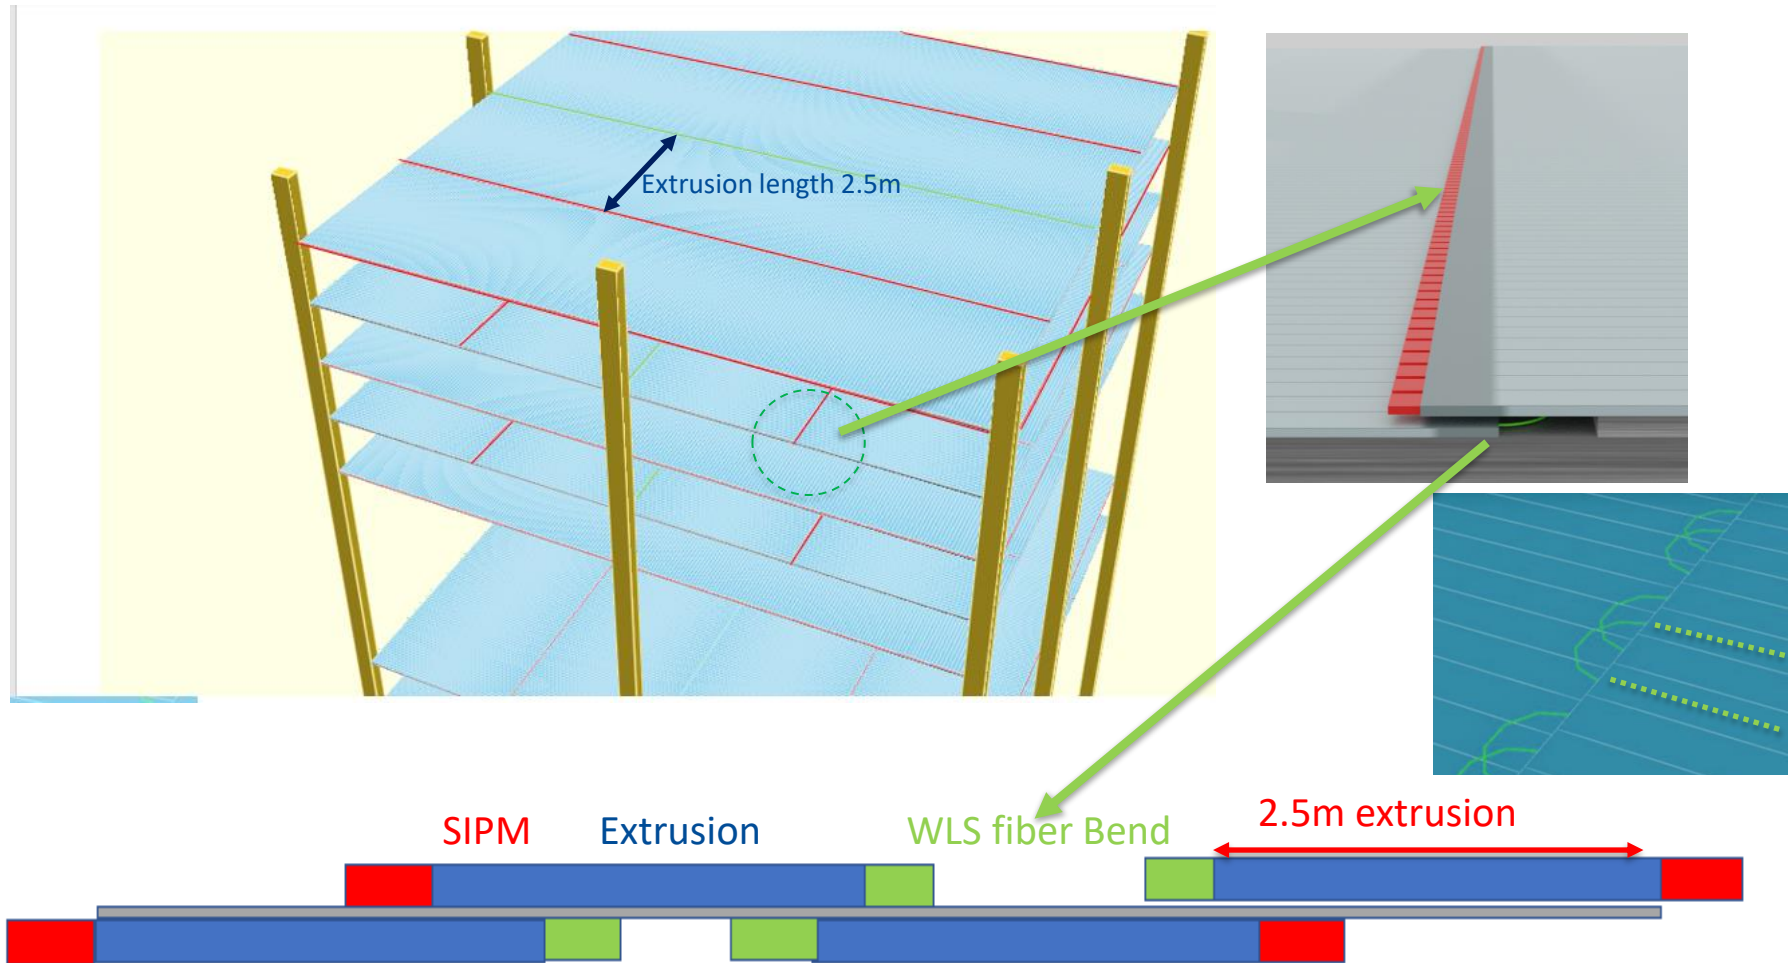 Extrusion length 2.5m
SIPM
Extrusion
WLS fiber Bend
2.5m extrusion